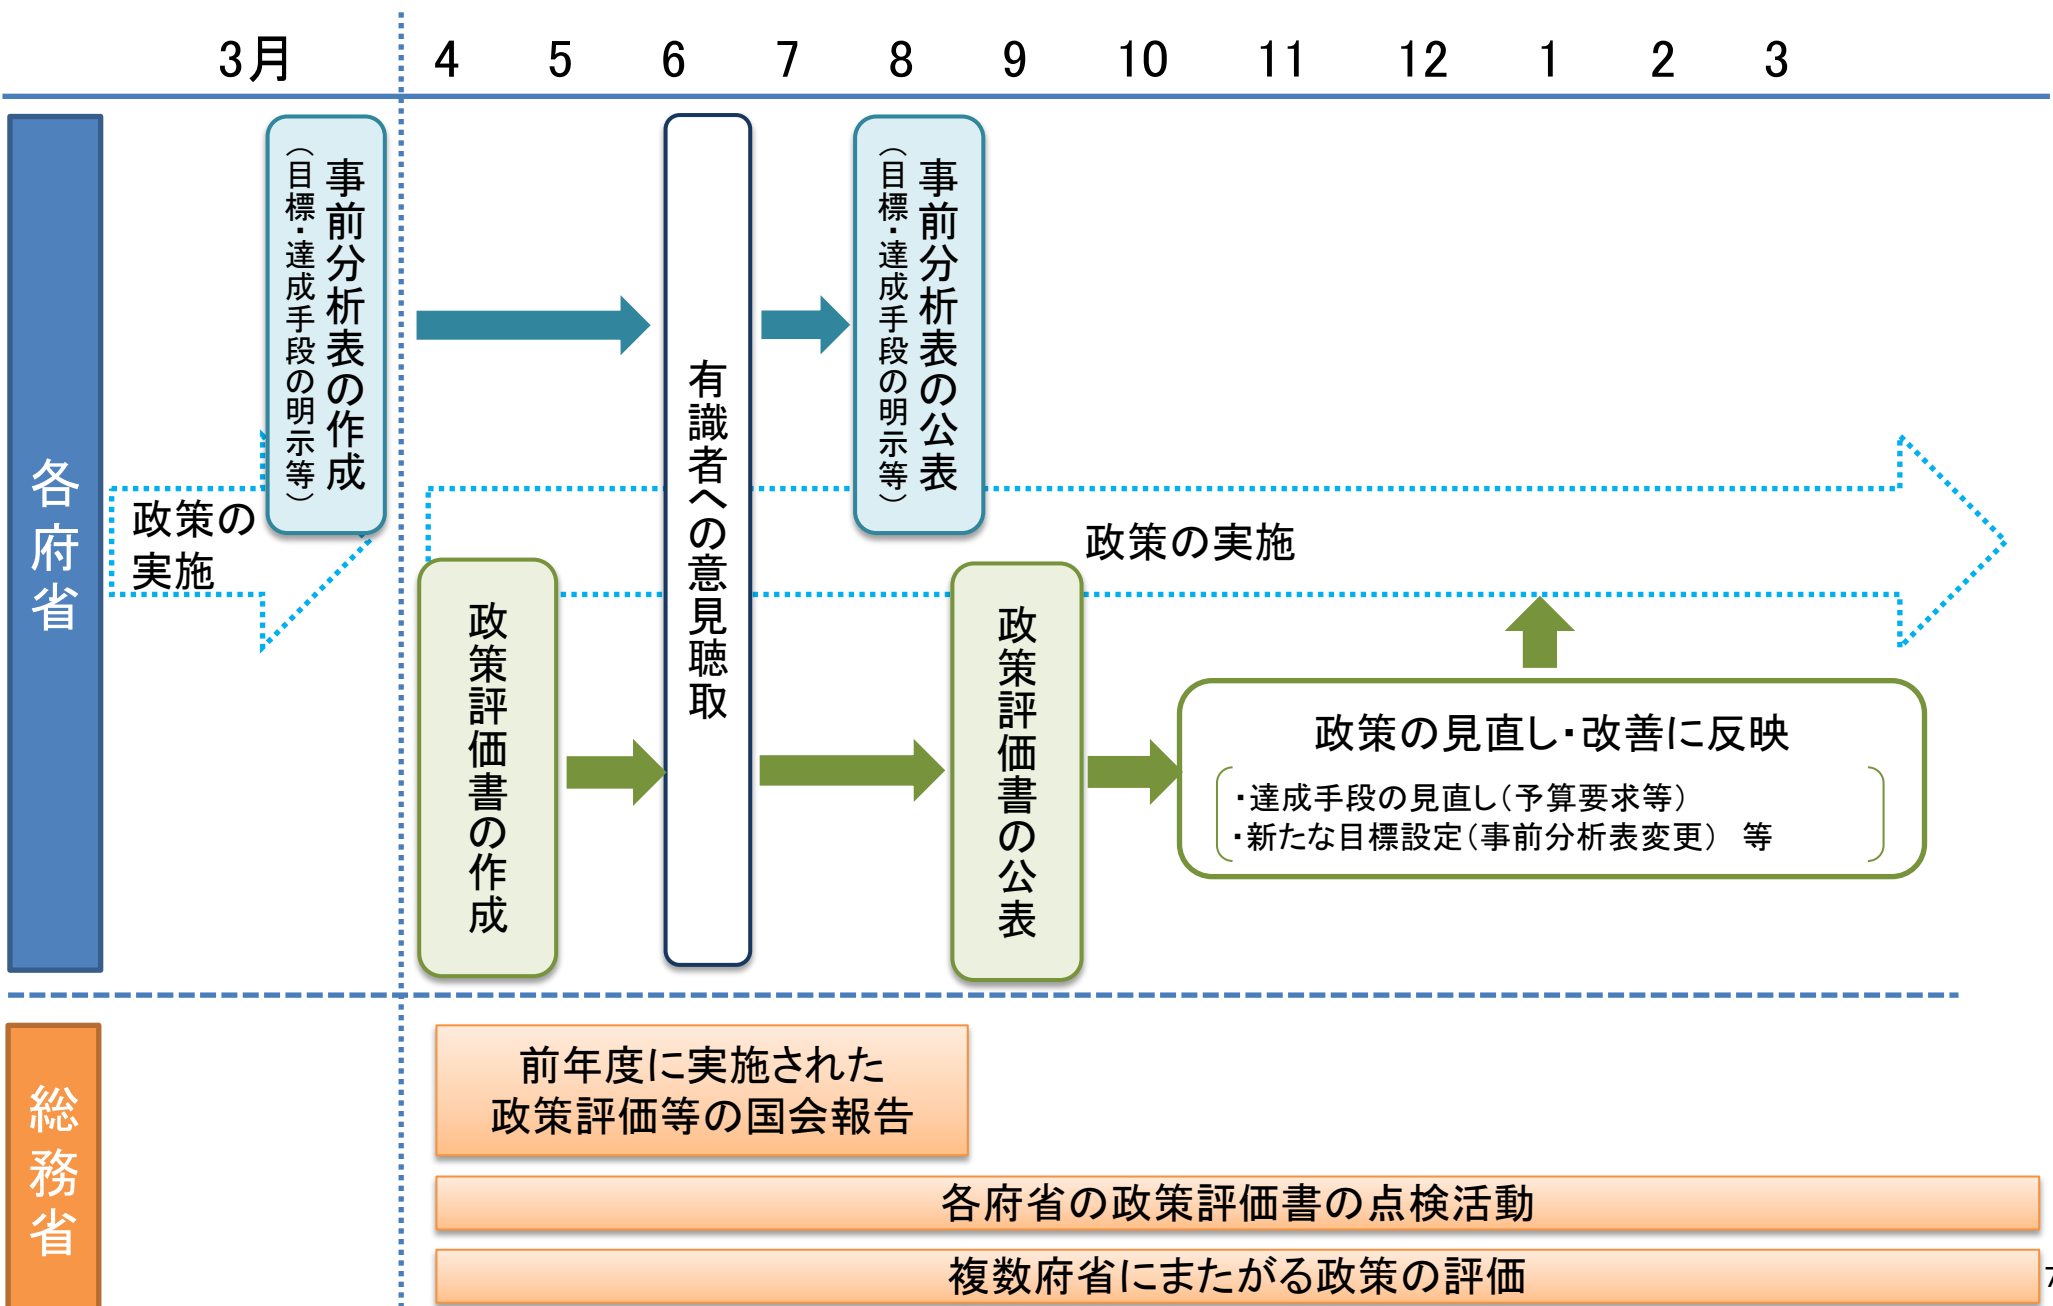 3月 4 5 6 7 8 9 10 11 12 1 2 3
各府省
政策の
実施
事前分析表の作成
（目標・達成手段の明示等）
有識者への意見聴取
事前分析表の公表
（目標・達成手段の明示等）
政策の実施
政策評価書の作成
政策評価書の公表
政策の見直し・改善に反映
・達成手段の見直し（予算要求等）
・新たな目標設定（事前分析表変更） 等
総務省
前年度に実施された
政策評価等の国会報告
各府省の政策評価書の点検活動
複数府省にまたがる政策の評価